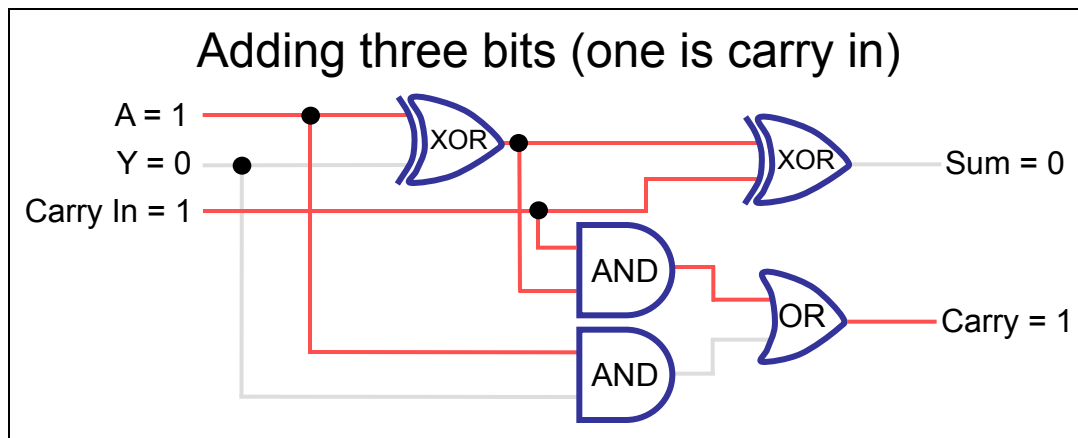 Adding three bits (one is carry in)
A = 1
XOR
XOR
Y = 0
Sum = 0
Carry In = 1
AND
OR
Carry = 1
AND